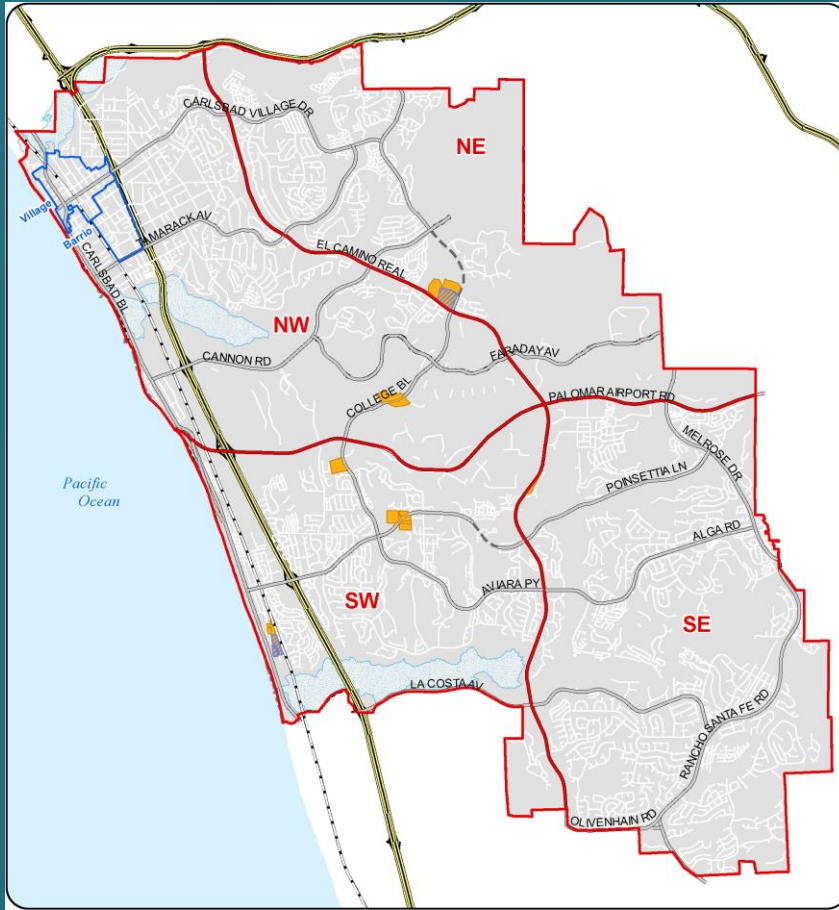 CARLSBAD VILLAGE DR
NE
Village
Barrio
TAMARACK AV
CARLSBAD BL
EL CAMINO REAL
NW
CANNON RD
FARADAY AV
COLLEGE BL
PALOMAR AIRPORT RD
MELROSE DR
Pacific
Ocean
POINSETTIA LN
ALGA RD
AVIARA PY
SW
SE
LA COSTA AV
RANCHO SANTA FE RD
OLIVENHAIN RD